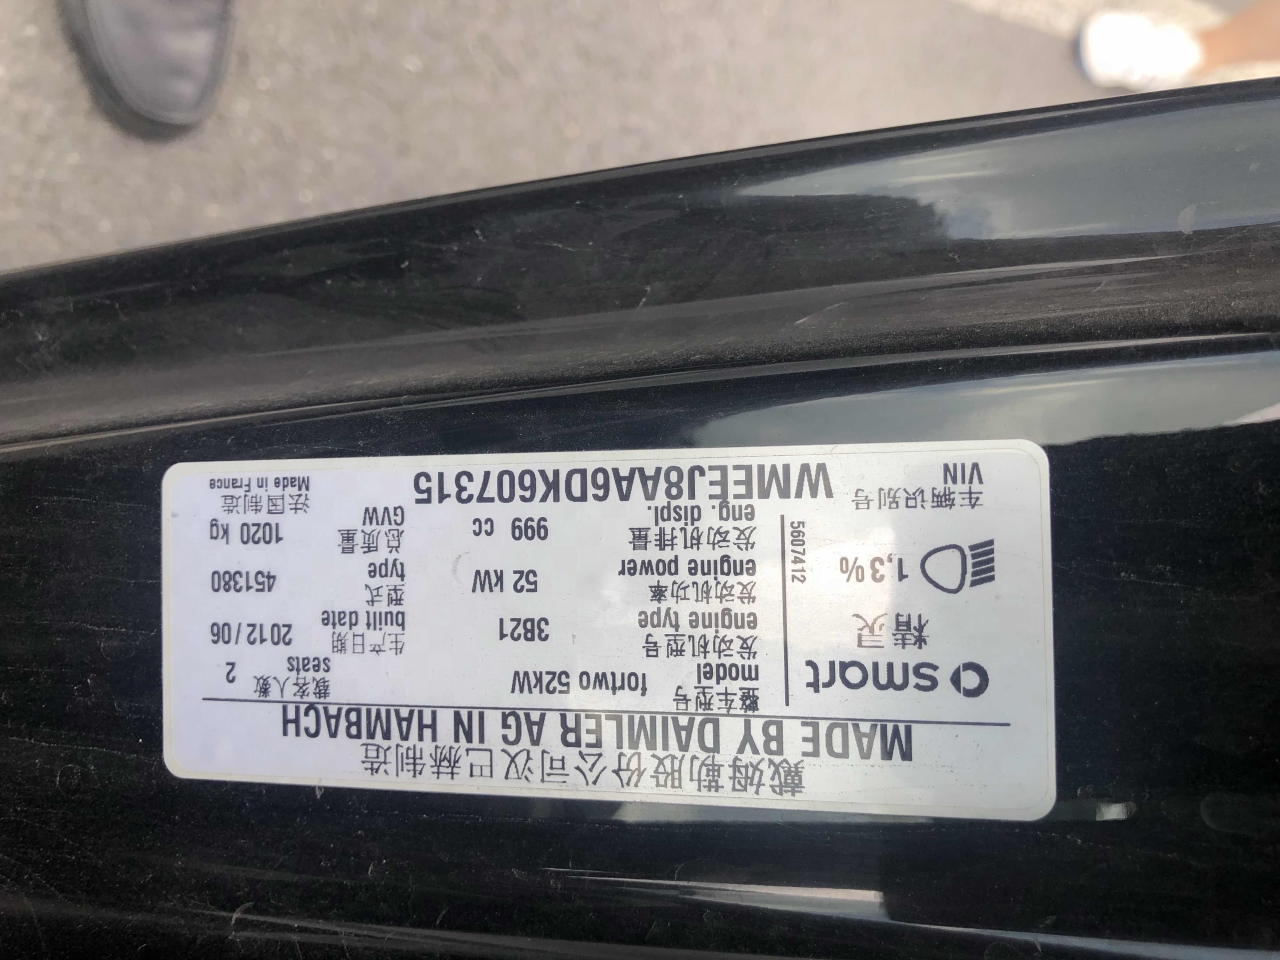 戴姆勒股份公司汉巴赫制造
MADE BY DAIMLER AG IN HAMBACH
smart
精灵
1,3%
5607412
整车型号
model
fortwo 52kW
载客人数
seats
2
发动机型号
engine type
3B21
生产日期
built date
2012/06
发动机功率
engine power
52 kW
型式
type
451380
发动机排量
eng. displ.
999 cc
总质量
GVW
1020 kg
车辆识别号
VIN
WMEEJ8AA6DK607315
法国制造
Made in France